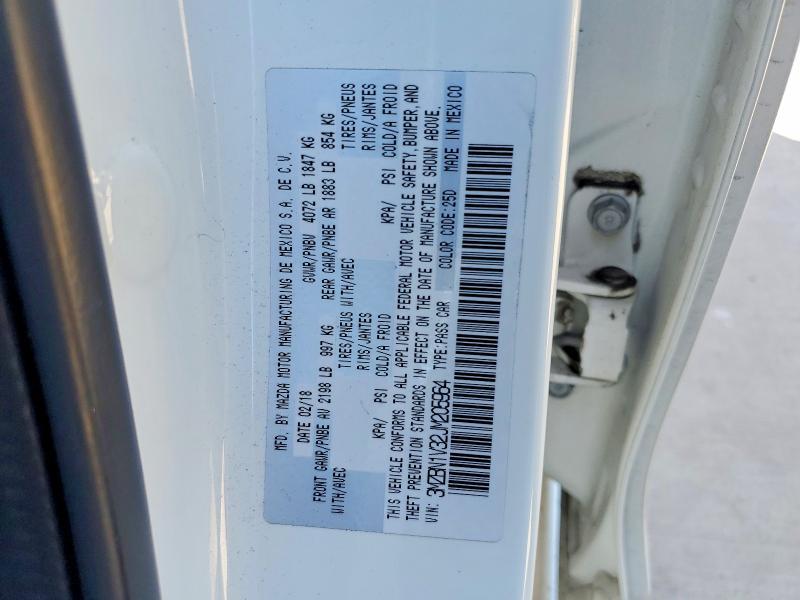 MFD. BY MAZDA MOTOR MANUFACTURING DE MEXICO S.A. DE C.V.
DATE 02/18 GVWR/PNBV 4072 LB 1847 KG
FRONT GAWR/PNBE AV 2198 LB 997 KG REAR GAWR/PNBE AR 1883 LB 854 KG
WITH/AVEC TIRES/PNEUS WITH/AVEC TIRES/PNEUS
RIMS/JANTES RIMS/JANTES
KPA/ PSI COLD/A FROID KPA/ PSI COLD/A FROID
THIS VEHICLE CONFORMS TO ALL APPLICABLE FEDERAL MOTOR VEHICLE SAFETY, BUMPER, AND
THEFT PREVENTION STANDARDS IN EFFECT ON THE DATE OF MANUFACTURE SHOWN ABOVE.
VIN: 3MZBN1V32JM205964 TYPE:PASS CAR COLOR CODE:25D MADE IN MEXICO